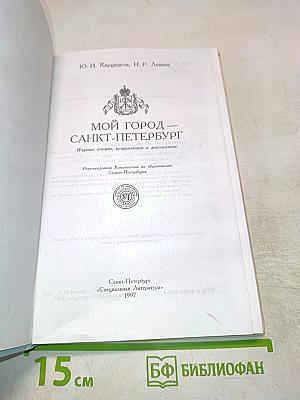 Ю. И. Кирцидели, Н. Р. Левина
МОЙ ГОРОД —
САНКТ-ПЕТЕРБУРГ
Издание второе, исправленное и дополненное
Рекомендовано Комитетом по образованию
Санкт-Петербурга
Санкт-Петербург
«Специальная Литература»
1997
15 см
БФ БИБЛИОФАН